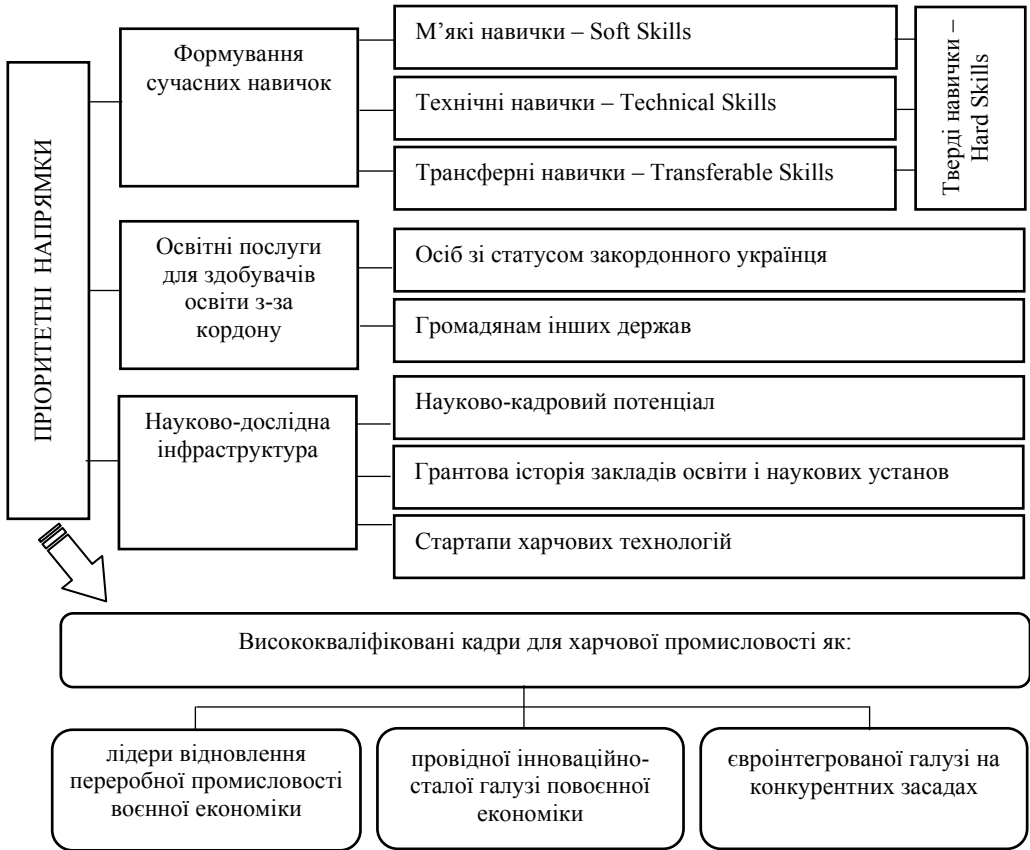 ПРІОРИТЕТНІ НАПРЯМКИ
Формування
сучасних навичок
М’які навички – Soft Skills
Технічні навички – Technical Skills
Трансферні навички – Transferable Skills
Тверді навички –
Hard Skills
Освітні послуги
для здобувачів
освіти з-за
кордону
Осіб зі статусом закордонного українця
Громадянам інших держав
Науково-дослідна
інфраструктура
Науково-кадровий потенціал
Грантова історія закладів освіти і наукових установ
Стартапи харчових технологій
Висококваліфіковані кадри для харчової промисловості як:
лідери відновлення
переробної промисловості
воєнної економіки
провідної інноваційно-
сталої галузі повоєнної
економіки
євроінтегрованої галузі на
конкурентних засадах